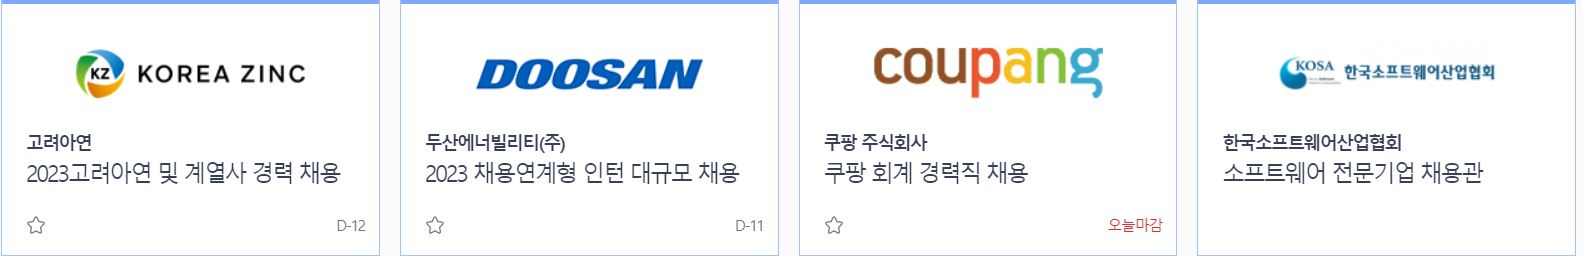 KZ KOREA ZINC
고려아연
2023고려아연 및 계열사 경력 채용
D-12
DOOSAN
두산에너빌리티(주)
2023 채용연계형 인턴 대규모 채용
D-11
coupang
쿠팡 주식회사
쿠팡 회계 경력직 채용
오늘마감
KOSA 한국소프트웨어산업협회
한국소프트웨어산업협회
소프트웨어 전문기업 채용관